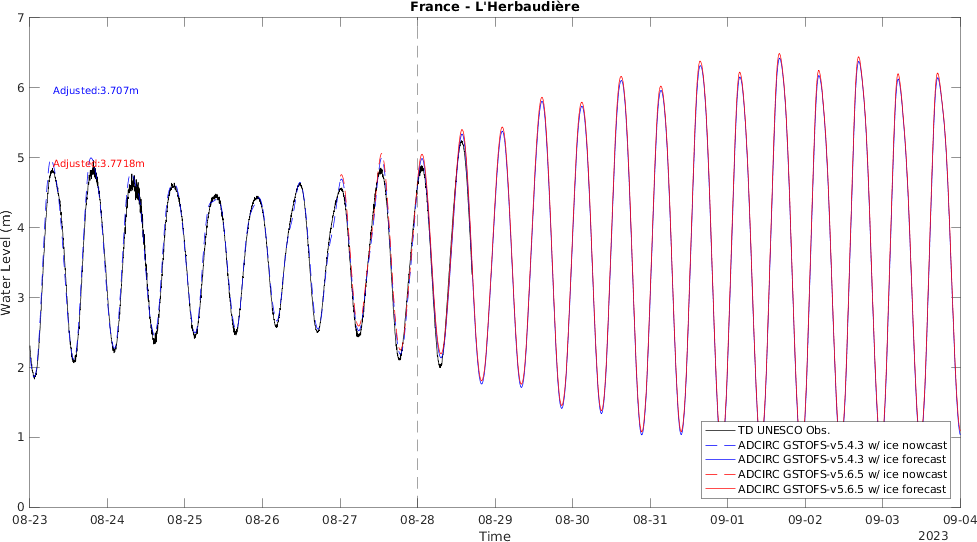 France - L'Herbaudière
7
6
5
4
3
2
1
0
Water Level (m)
Adjusted:3.707m
Adjusted:3.7718m
TD UNESCO Obs.
ADCIRC GSTOFS-v5.4.3 w/ ice nowcast
ADCIRC GSTOFS-v5.4.3 w/ ice forecast
ADCIRC GSTOFS-v5.6.5 w/ ice nowcast
ADCIRC GSTOFS-v5.6.5 w/ ice forecast
08-23 08-24 08-25 08-26 08-27 08-28 08-29 08-30 08-31 09-01 09-02 09-03 09-04
Time
2023